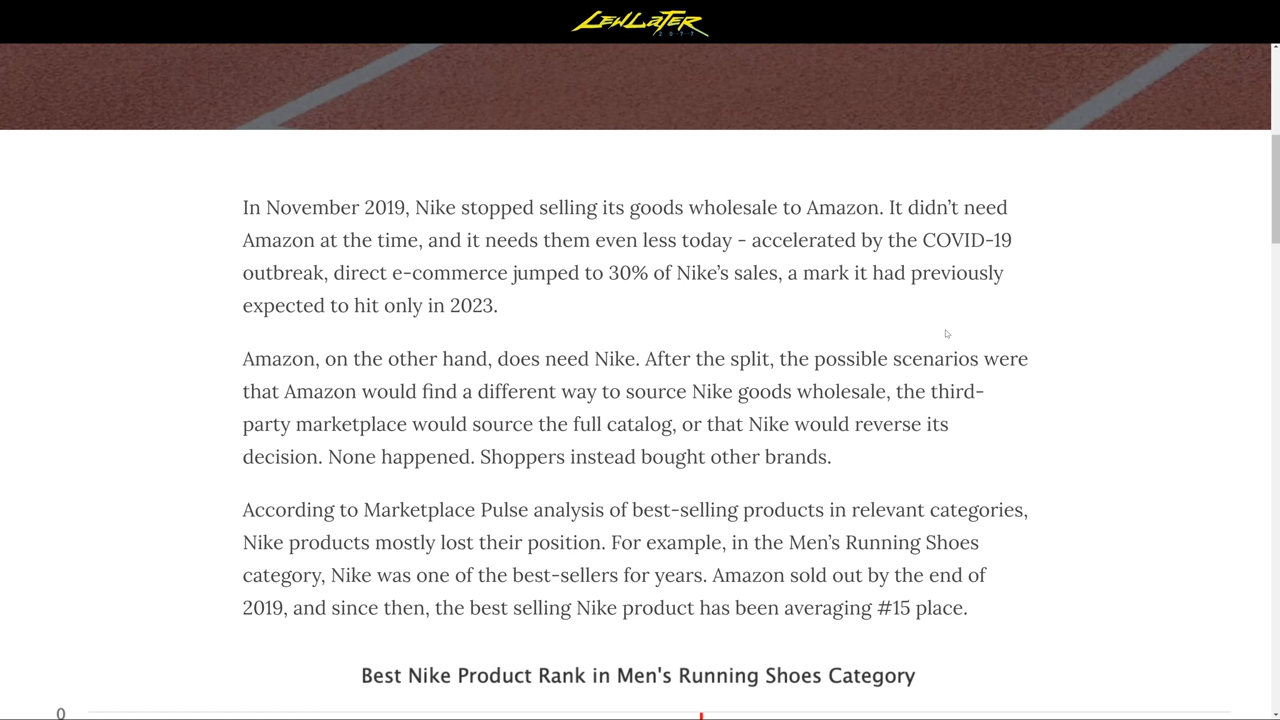 LEWLATER
2077
In November 2019, Nike stopped selling its goods wholesale to Amazon. It didn’t need
Amazon at the time, and it needs them even less today - accelerated by the COVID-19
outbreak, direct e-commerce jumped to 30% of Nike’s sales, a mark it had previously
expected to hit only in 2023.
Amazon, on the other hand, does need Nike. After the split, the possible scenarios were
that Amazon would find a different way to source Nike goods wholesale, the third-
party marketplace would source the full catalog, or that Nike would reverse its
decision. None happened. Shoppers instead bought other brands.
According to Marketplace Pulse analysis of best-selling products in relevant categories,
Nike products mostly lost their position. For example, in the Men’s Running Shoes
category, Nike was one of the best-sellers for years. Amazon sold out by the end of
2019, and since then, the best selling Nike product has been averaging #15 place.
Best Nike Product Rank in Men's Running Shoes Category
0